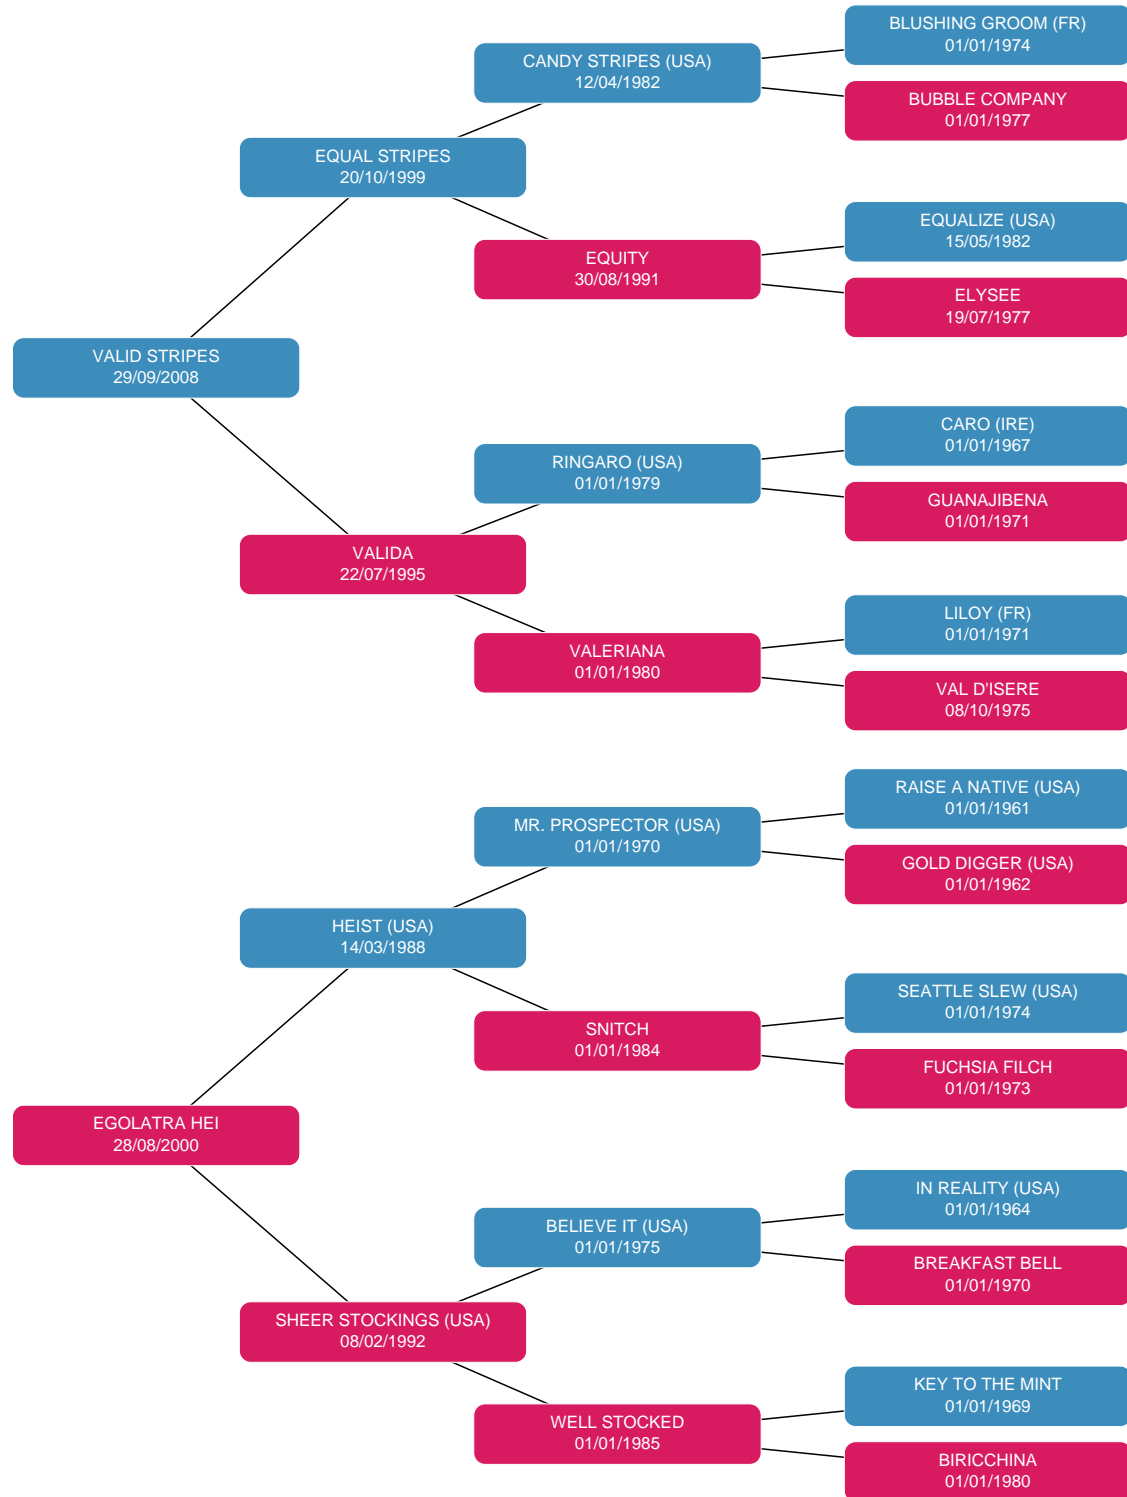 BLUSHING GROOM (FR)
01/01/1974
CANDY STRIPES (USA)
12/04/1982
BUBBLE COMPANY
01/01/1977
EQUAL STRIPES
20/10/1999
EQUALIZE (USA)
15/05/1982
EQUITY
30/08/1991
ELYSEE
19/07/1977
VALID STRIPES
29/09/2008
CARO (IRE)
01/01/1967
RINGARO (USA)
01/01/1979
GUANAJIBENA
01/01/1971
VALIDA
22/07/1995
LILOY (FR)
01/01/1971
VALERIANA
01/01/1980
VAL D'ISERE
08/10/1975
RAISE A NATIVE (USA)
01/01/1961
MR. PROSPECTOR (USA)
01/01/1970
GOLD DIGGER (USA)
01/01/1962
HEIST (USA)
14/03/1988
SEATTLE SLEW (USA)
01/01/1974
SNITCH
01/01/1984
FUCHSIA FILCH
01/01/1973
EGOLATRA HEI
28/08/2000
IN REALITY (USA)
01/01/1964
BELIEVE IT (USA)
01/01/1975
BREAKFAST BELL
01/01/1970
SHEER STOCKINGS (USA)
08/02/1992
KEY TO THE MINT
01/01/1969
WELL STOCKED
01/01/1985
BIRICCHINA
01/01/1980